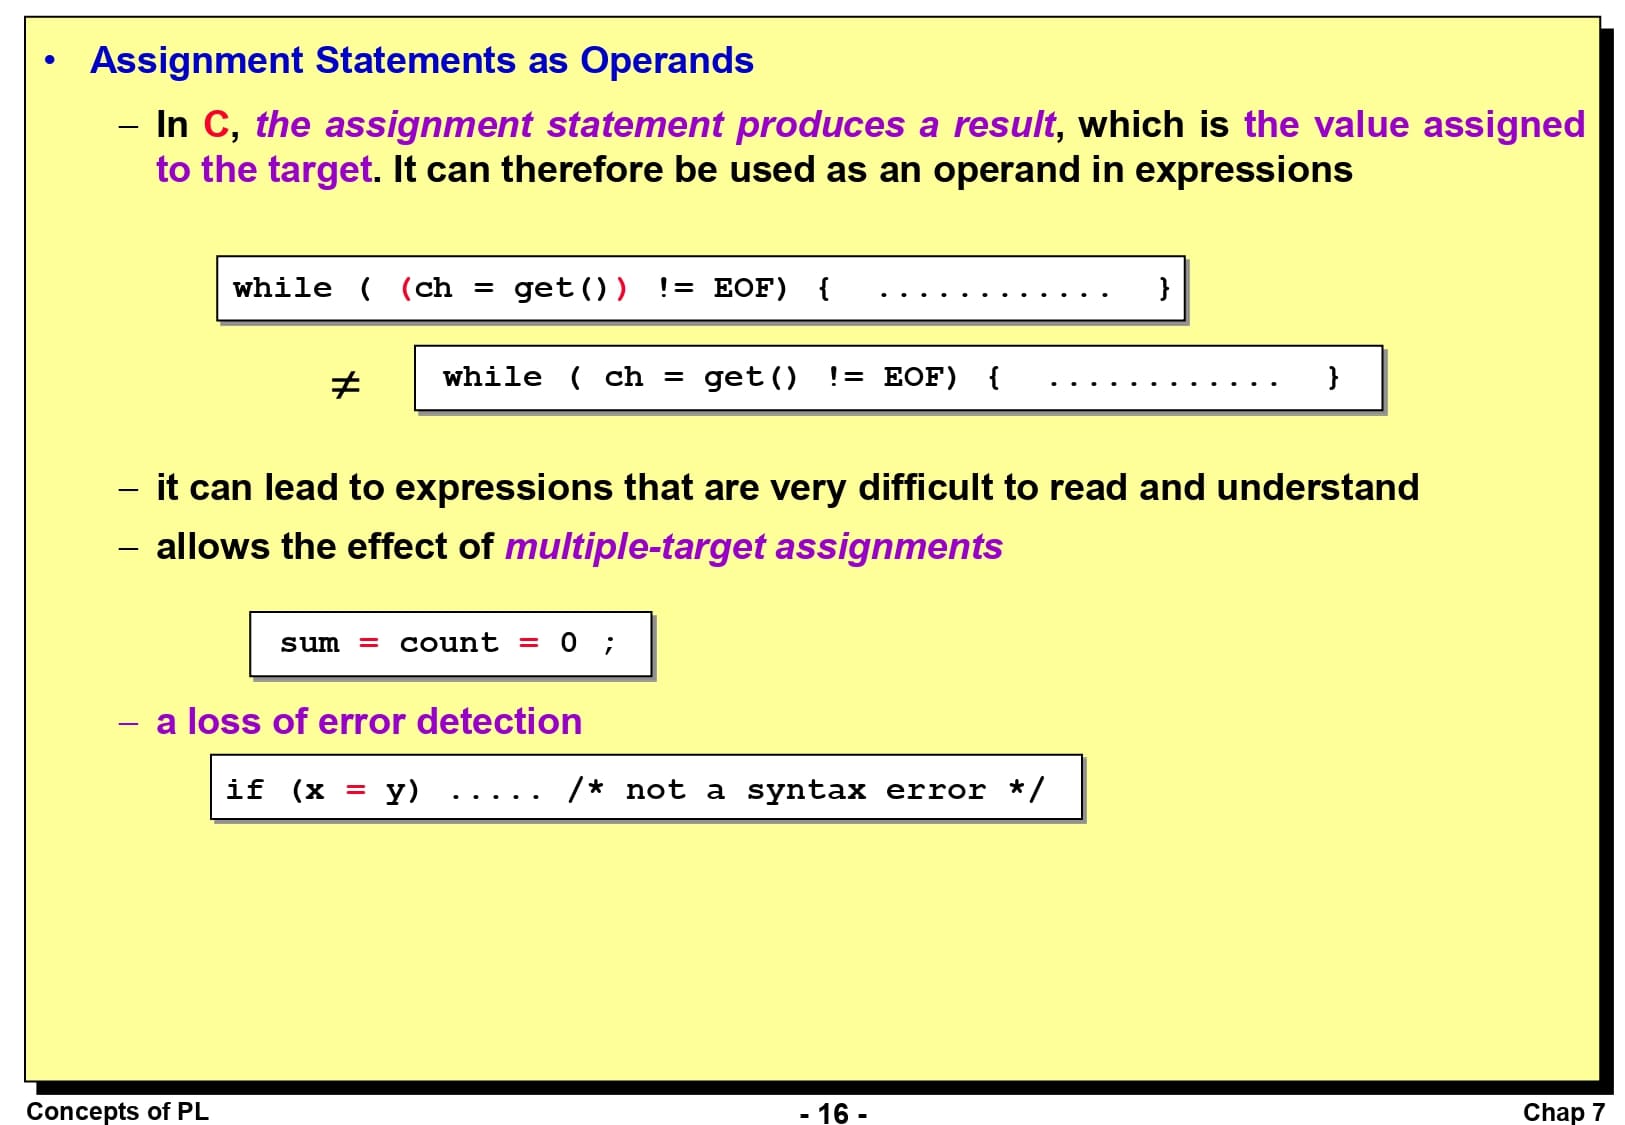 • Assignment Statements as Operands
– In C, the assignment statement produces a result, which is the value assigned
to the target. It can therefore be used as an operand in expressions
while ( (ch = get()) != EOF) { ............ }
≠ while ( ch = get() != EOF) { ............ }
– it can lead to expressions that are very difficult to read and understand
– allows the effect of multiple-target assignments
sum = count = 0 ;
– a loss of error detection
if (x = y) ..... /* not a syntax error */
Concepts of PL - 16 - Chap 7